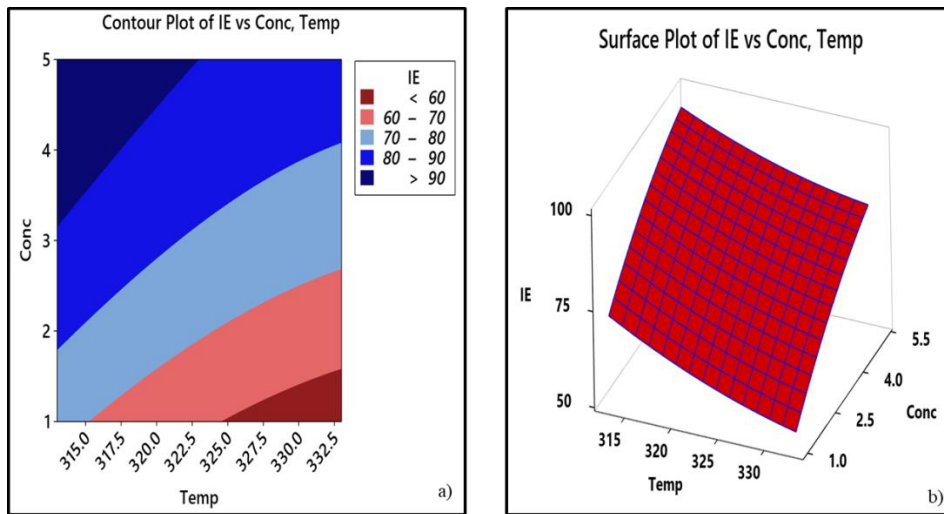 Contour Plot of IE vs Conc, Temp
5
4
3
2
1
Conc
315.0
317.5
320.0
322.5
325.0
327.5
330.0
332.5
Temp
IE
< 60
60 – 70
70 – 80
80 – 90
> 90
a)
Surface Plot of IE vs Conc, Temp
100
75
50
IE
315
320
325
330
Temp
1.0
2.5
4.0
5.5
Conc
b)